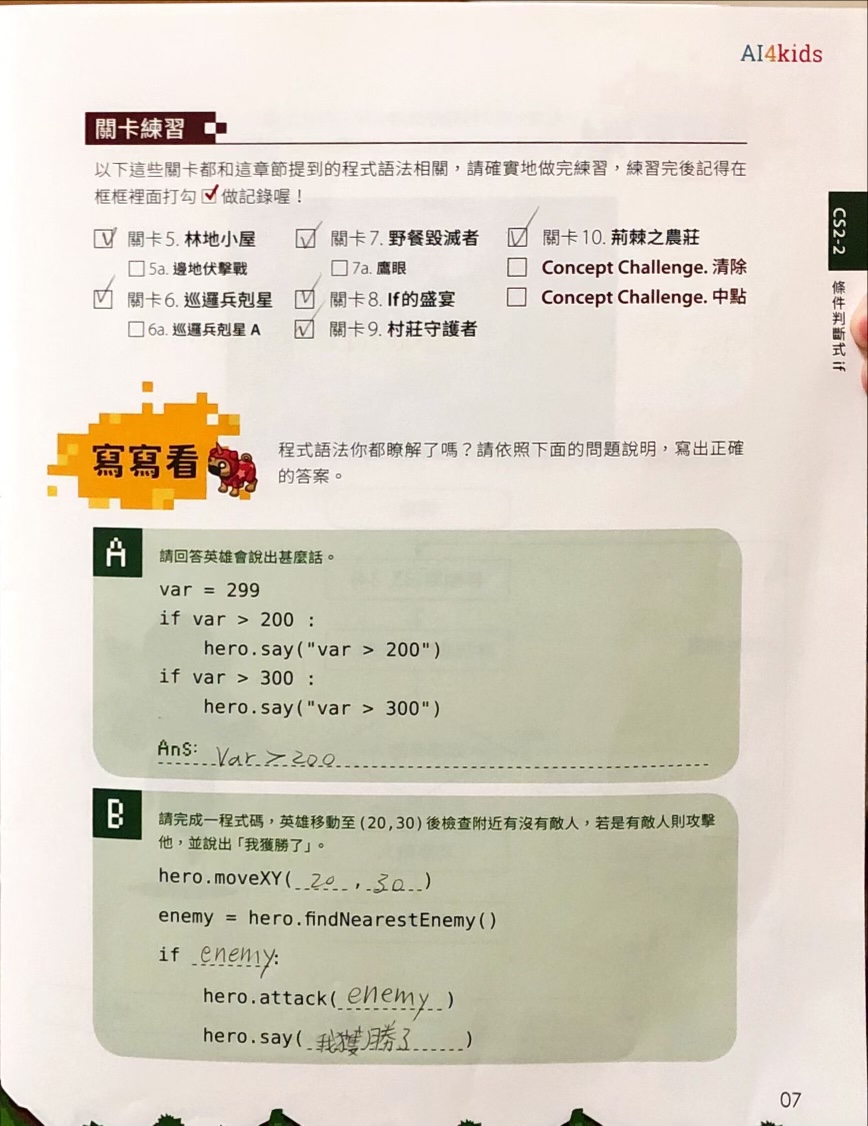 AI4kids
關卡練習
以下這些關卡都和這章節提到的程式語法相關，請確實地做完練習，練習完後記得在
框框裡面打勾☑做記錄喔！
☑ 關卡5. 林地小屋
☐ 5a. 邊地伏擊戰
☑ 關卡6. 巡邏兵剋星
☐ 6a. 巡邏兵剋星 A
☑ 關卡7. 野餐毀滅者
☐ 7a. 鷹眼
☑ 關卡8. If的盛宴
☑ 關卡9. 村莊守護者
☑ 關卡10. 荊棘之農莊
☐ Concept Challenge. 清除
☐ Concept Challenge. 中點
CS2-2
條件判斷式 if
寫寫看
程式語法你都瞭解了嗎？請依照下面的問題說明，寫出正確
的答案。
A
請回答英雄會說出甚麼話。
var = 299
if var > 200 :
hero.say("var > 200")
if var > 300 :
hero.say("var > 300")
Ans: Var > 200
B
請完成一程式碼，英雄移動至(20,30)後檢查附近有沒有敵人，若是有敵人則攻擊
他，並說出「我獲勝了」。
hero.moveXY( 20 , 30 )
enemy = hero.findNearestEnemy()
if enemy:
hero.attack( enemy )
hero.say( 我獲勝了 )
07